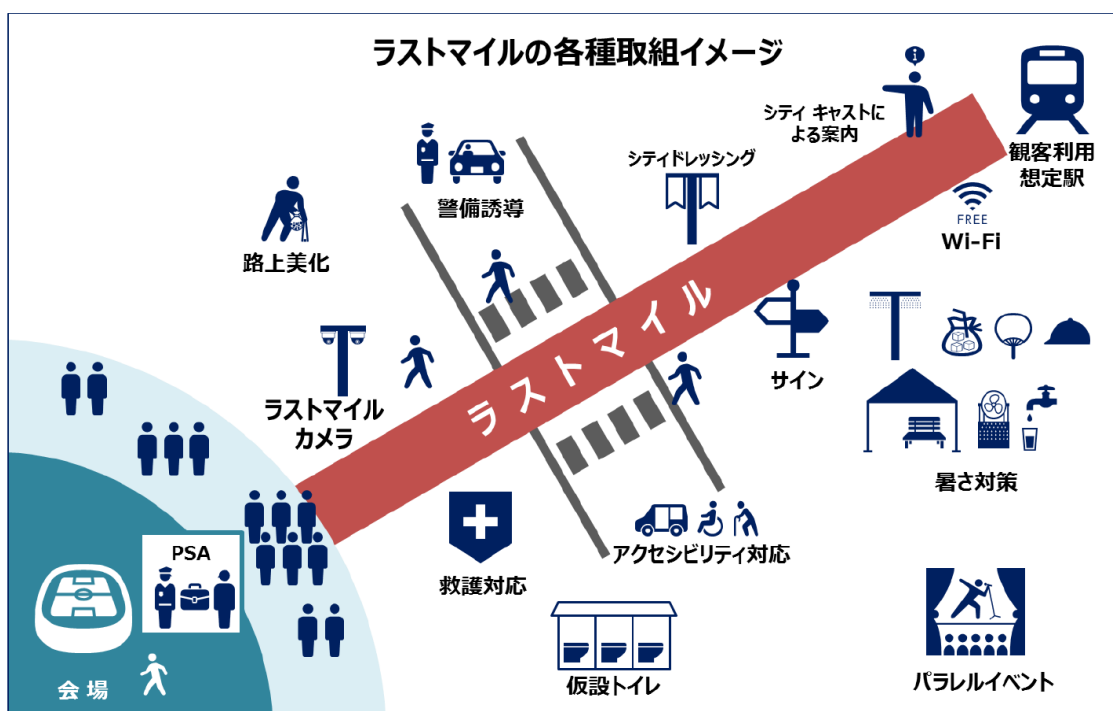 ラストマイルの各種取組イメージ
シティ キャストに
よる案内
観客利用
想定駅
シティドレッシング
警備誘導
FREE
Wi-Fi
路上美化
ラストマイル
サイン
ラストマイル
カメラ
暑さ対策
アクセシビリティ対応
救護対応
PSA
仮設トイレ
パラレルイベント
会場